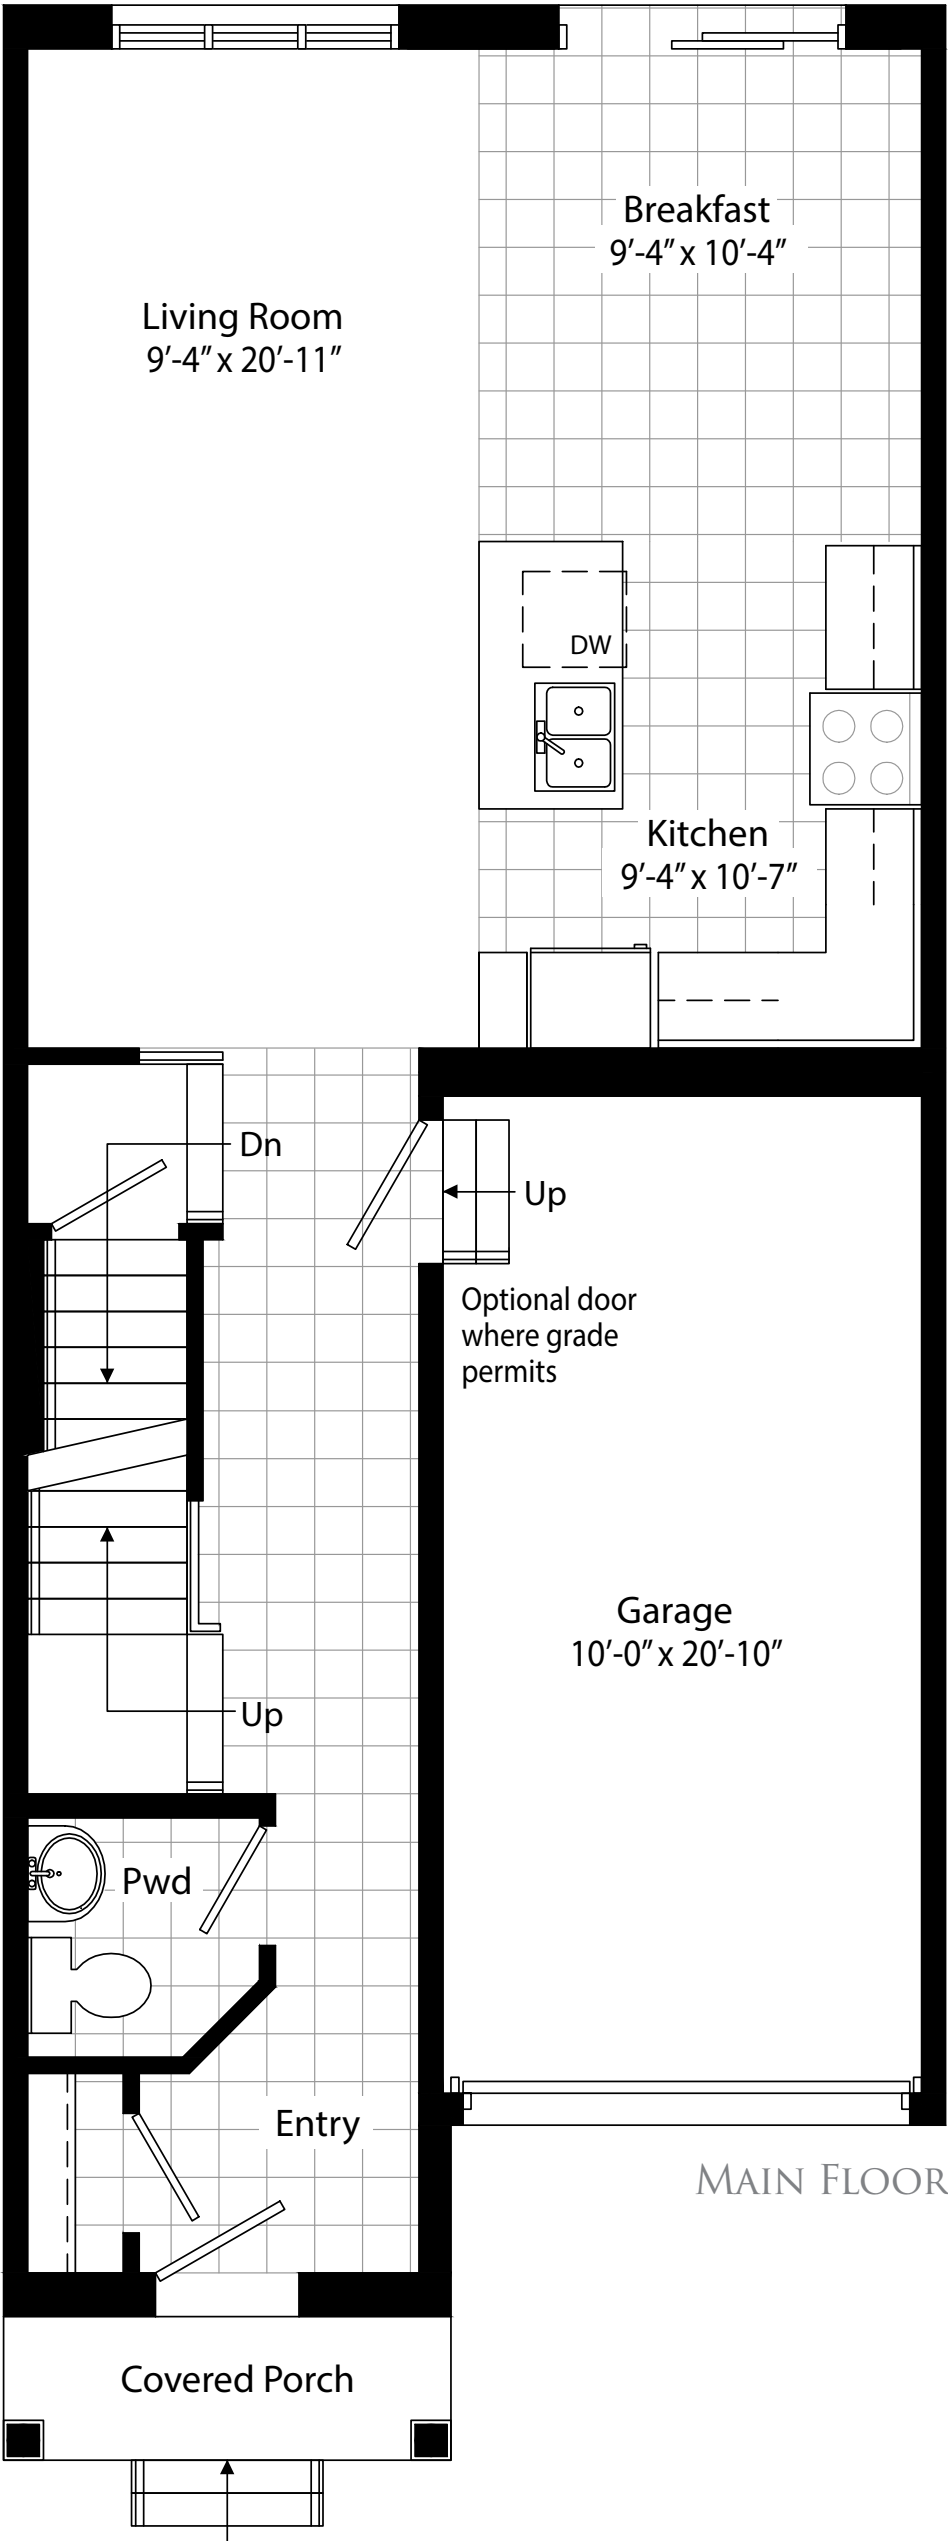 Breakfast
9’-4” x 10’-4”
Living Room
9’-4” x 20’-11”
DW
Kitchen
9’-4” x 10’-7”
Dn
Up
Optional door
where grade
permits
Garage
10’-0” x 20’-10”
Up
Pwd
Entry
Main Floor
Covered Porch